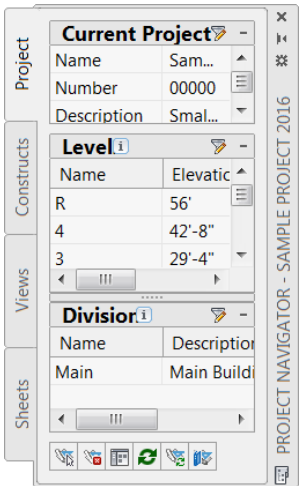 Project
Constructs
Views
Sheets
Current Project
Name Sam...
Number 00000
Description Smal...
Level
Name Elevatic
R 56'
4 42'-8"
3 29'-4"
Division
Name Description
Main Main Buildi
PROJECT NAVIGATOR - SAMPLE PROJECT 2016